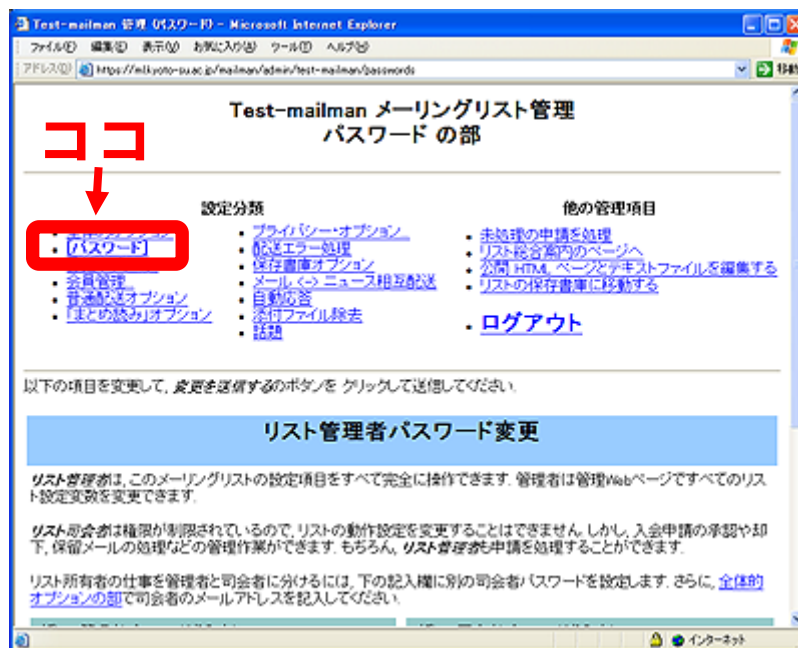 Test-mailman 管理 (パスワード) - Microsoft Internet Explorer
ファイル(F) 編集(E) 表示(V) お気に入り(A) ツール(T) ヘルプ(H)
アドレス(D) https://ml.kyoto-su.ac.jp/mailman/admin/test-mailman/passwords 移動
Test-mailman メーリングリスト管理
パスワード の部
ココ
設定分類
[パスワード]
会員管理
普通配送オプション
「まとめ読み」オプション
プライバシー・オプション
配送エラー処理
保存書庫オプション
メール <-> ニュース相互配送
自動応答
添付ファイル除去
話題
他の管理項目
未処理の申請を処理
リスト総合案内のページへ
公開 HTML ページとテキストファイルを編集する
リストの保存書庫に移動する
ログアウト
以下の項目を変更して, 変更を送信するのボタンを クリックして送信してください.
リスト管理者パスワード変更
リスト管理者は, このメーリングリストの設定項目をすべて完全に操作できます. 管理者は管理Webページですべてのリス
ト設定変数を変更できます.
リスト司会者は権限が制限されているので, リストの動作設定を変更することはできません. しかし, 入会申請の承認や却
下, 保留メールの処理などの管理作業ができます. もちろん, リスト管理者も申請を処理することができます.
リスト所有者の仕事を管理者と司会者に分けるには, 下の記入欄に別の司会者パスワードを設定します. さらに, 全体的
オプションの部で司会者のメールアドレスを記入してください.
インターネット